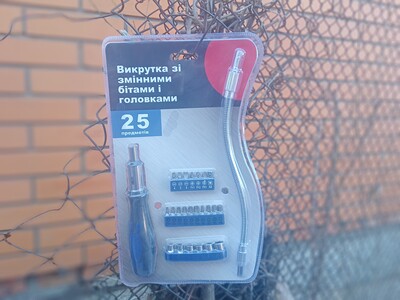 Викрутка зі
змінними
бітами і
головками
25
предметів